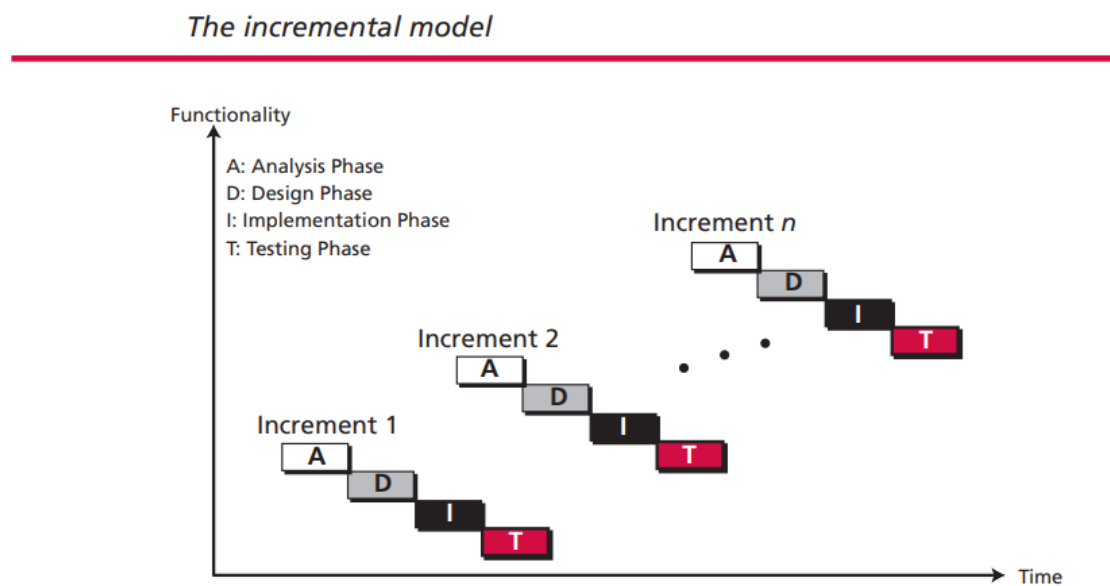 The incremental model
Functionality
A: Analysis Phase
D: Design Phase
I: Implementation Phase
T: Testing Phase
Increment n
A
D
I
T
Increment 2
A
D
I
T
Increment 1
A
D
I
T
Time